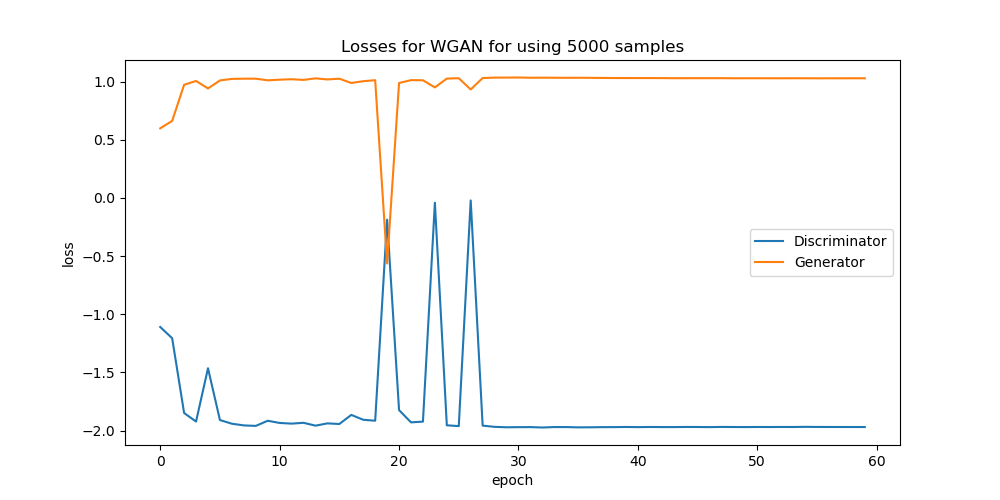 Losses for WGAN for using 5000 samples
1.0
0.5
0.0
−0.5
−1.0
−1.5
−2.0
loss
Discriminator
Generator
0 10 20 30 40 50 60
epoch